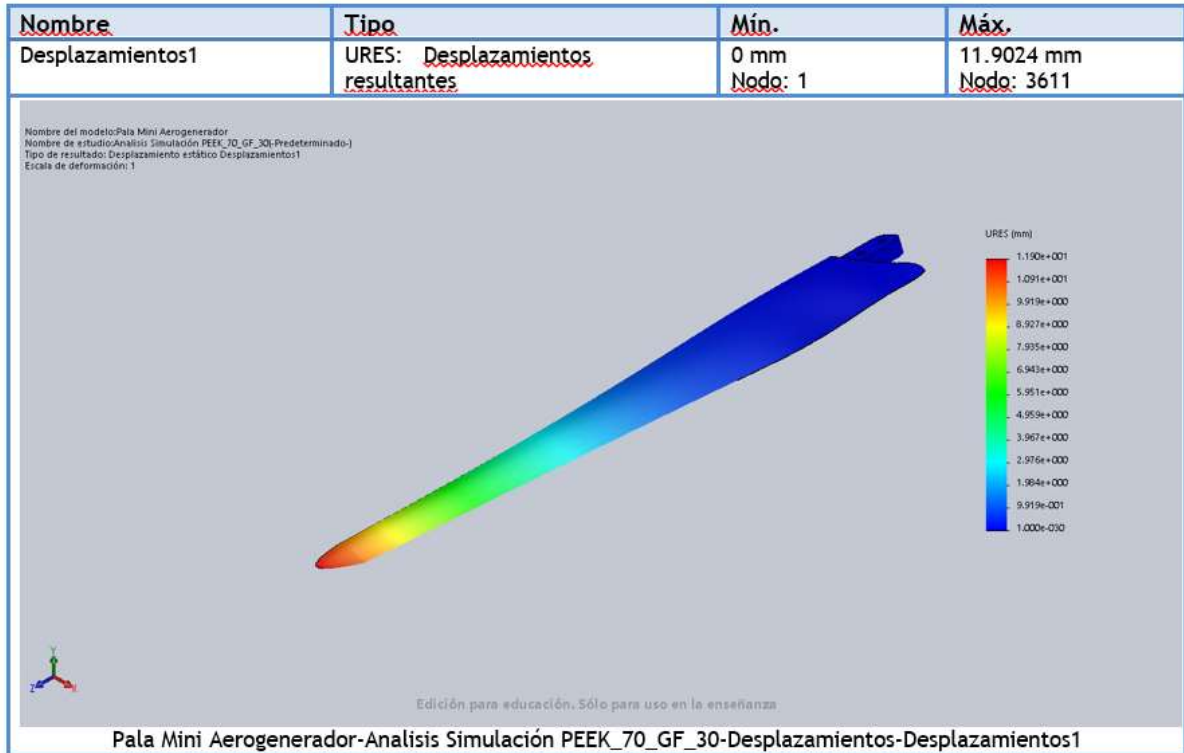 Nombre Tipo Mín. Máx.
Desplazamientos1 URES: Desplazamientos 0 mm 11.9024 mm
resultantes Nodo: 1 Nodo: 3611
Nombre del modelo:Pala Mini Aerogenerador
Nombre de estudio:Analisis Simulación PEEK_70_GF_30(-Predeterminado-)
Tipo de resultado: Desplazamiento estático Desplazamientos1
Escala de deformación: 1
URES (mm)
1.190e+001
1.091e+001
9.919e+000
8.927e+000
7.935e+000
6.943e+000
5.951e+000
4.959e+000
3.967e+000
2.976e+000
1.984e+000
9.919e-001
1.000e-030
Y
Z X
Edición para educación. Sólo para uso en la enseñanza
Pala Mini Aerogenerador-Analisis Simulación PEEK_70_GF_30-Desplazamientos-Desplazamientos1